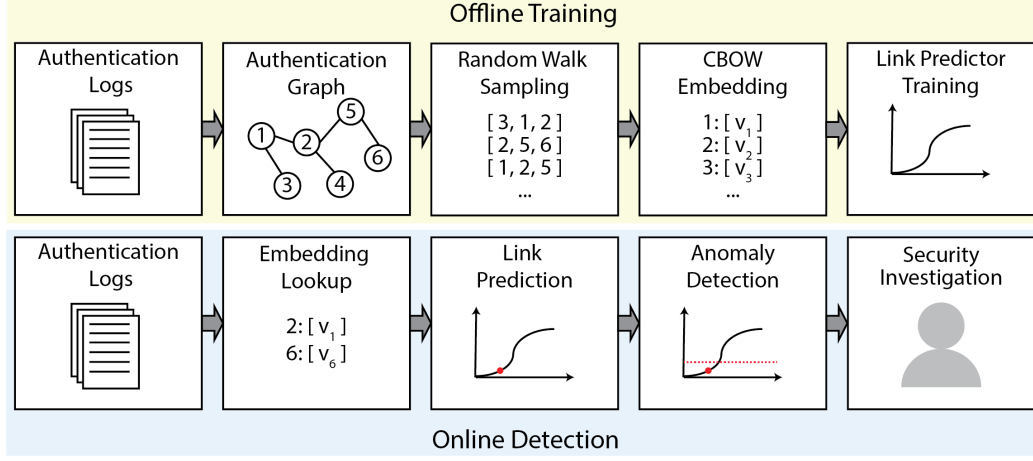 Offline Training
Authentication
Logs
Authentication
Graph
1
2
3
4
5
6
Random Walk
Sampling
[ 3, 1, 2 ]
[ 2, 5, 6 ]
[ 1, 2, 5 ]
...
CBOW
Embedding
1: [ v1 ]
2: [ v2 ]
3: [ v3 ]
...
Link Predictor
Training
Authentication
Logs
Embedding
Lookup
2: [ v1 ]
6: [ v6 ]
Link
Prediction
Anomaly
Detection
Security
Investigation
Online Detection